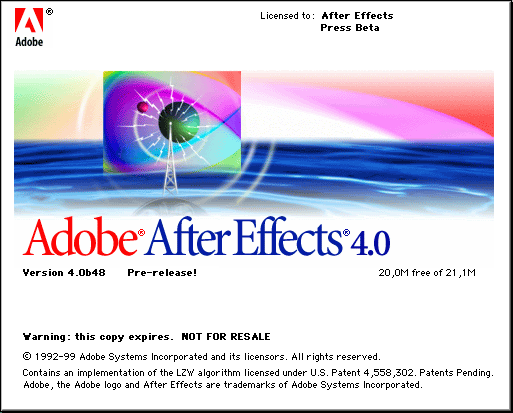 Adobe®
Licensed to: After Effects
Press Beta
Adobe® After Effects® 4.0
Version 4.0b48 Pre-release! 20,0M free of 21,1M
Warning: this copy expires. NOT FOR RESALE
© 1992-99 Adobe Systems Incorporated and its licensors. All rights reserved.
Contains an implementation of the LZW algorithm licensed under U.S. Patent 4,558,302. Patents Pending.
Adobe, the Adobe logo and After Effects are trademarks of Adobe Systems Incorporated.